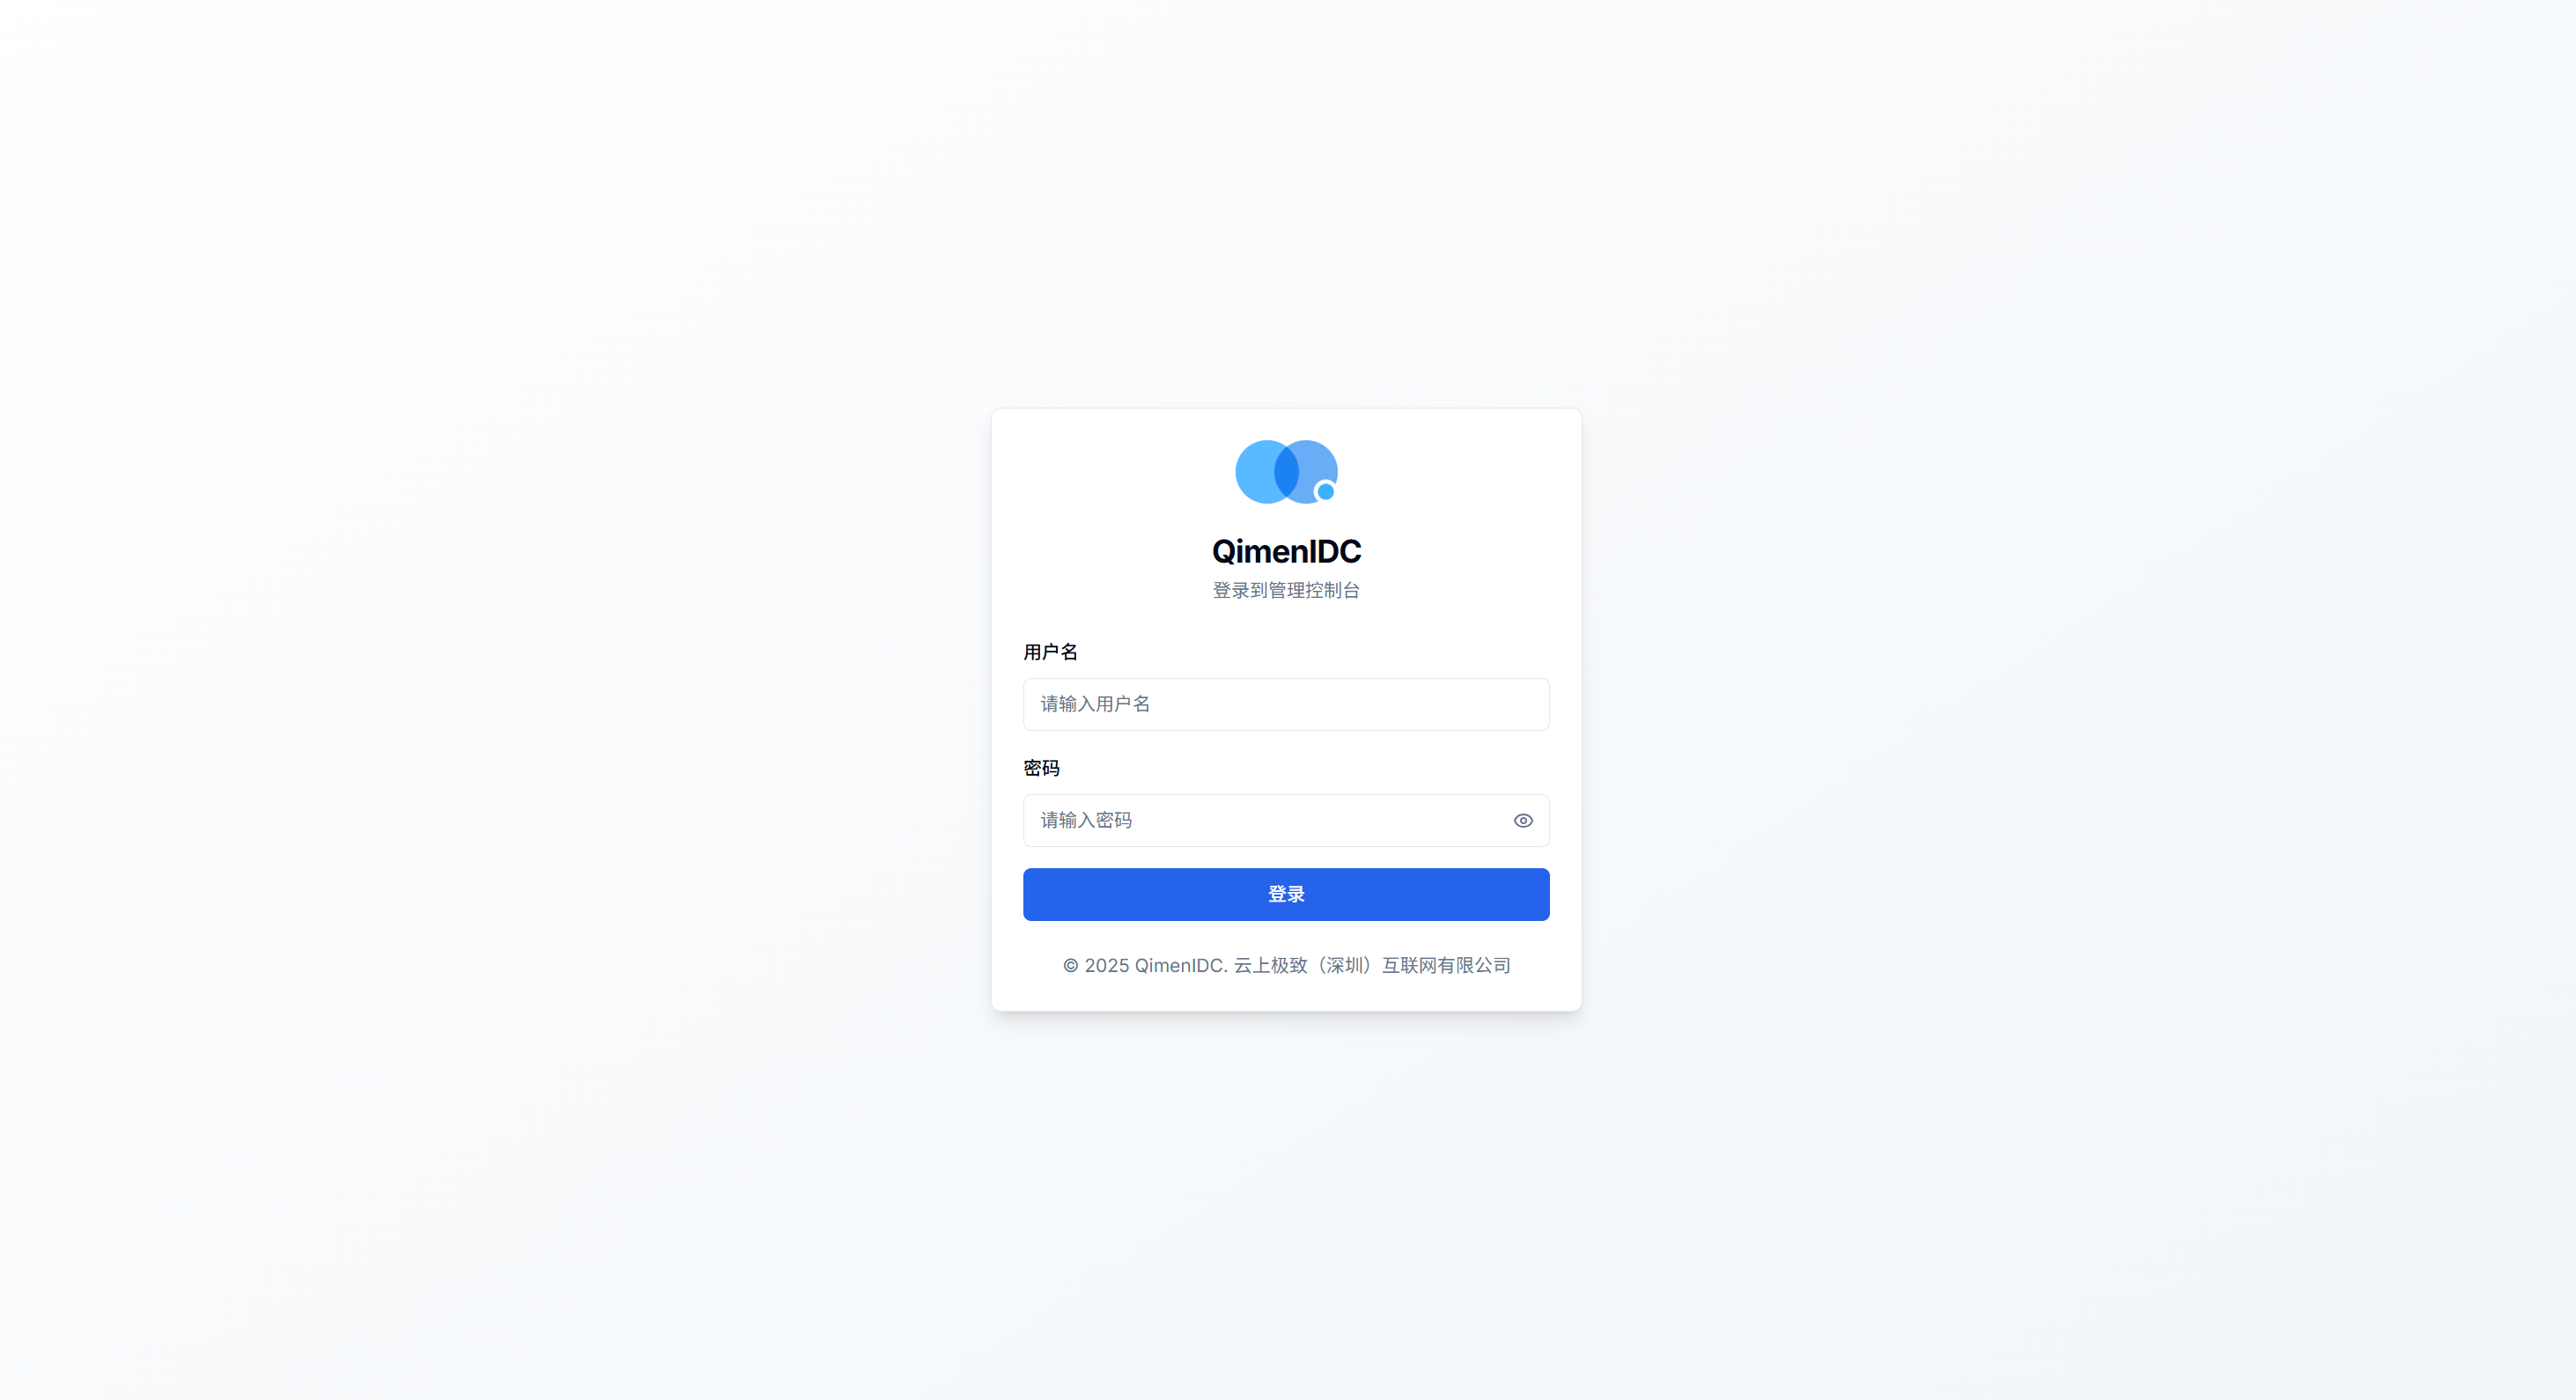 QimenIDC
登录到管理控制台
用户名
请输入用户名
密码
请输入密码
登录
© 2025 QimenIDC. 云上极致（深圳）互联网有限公司